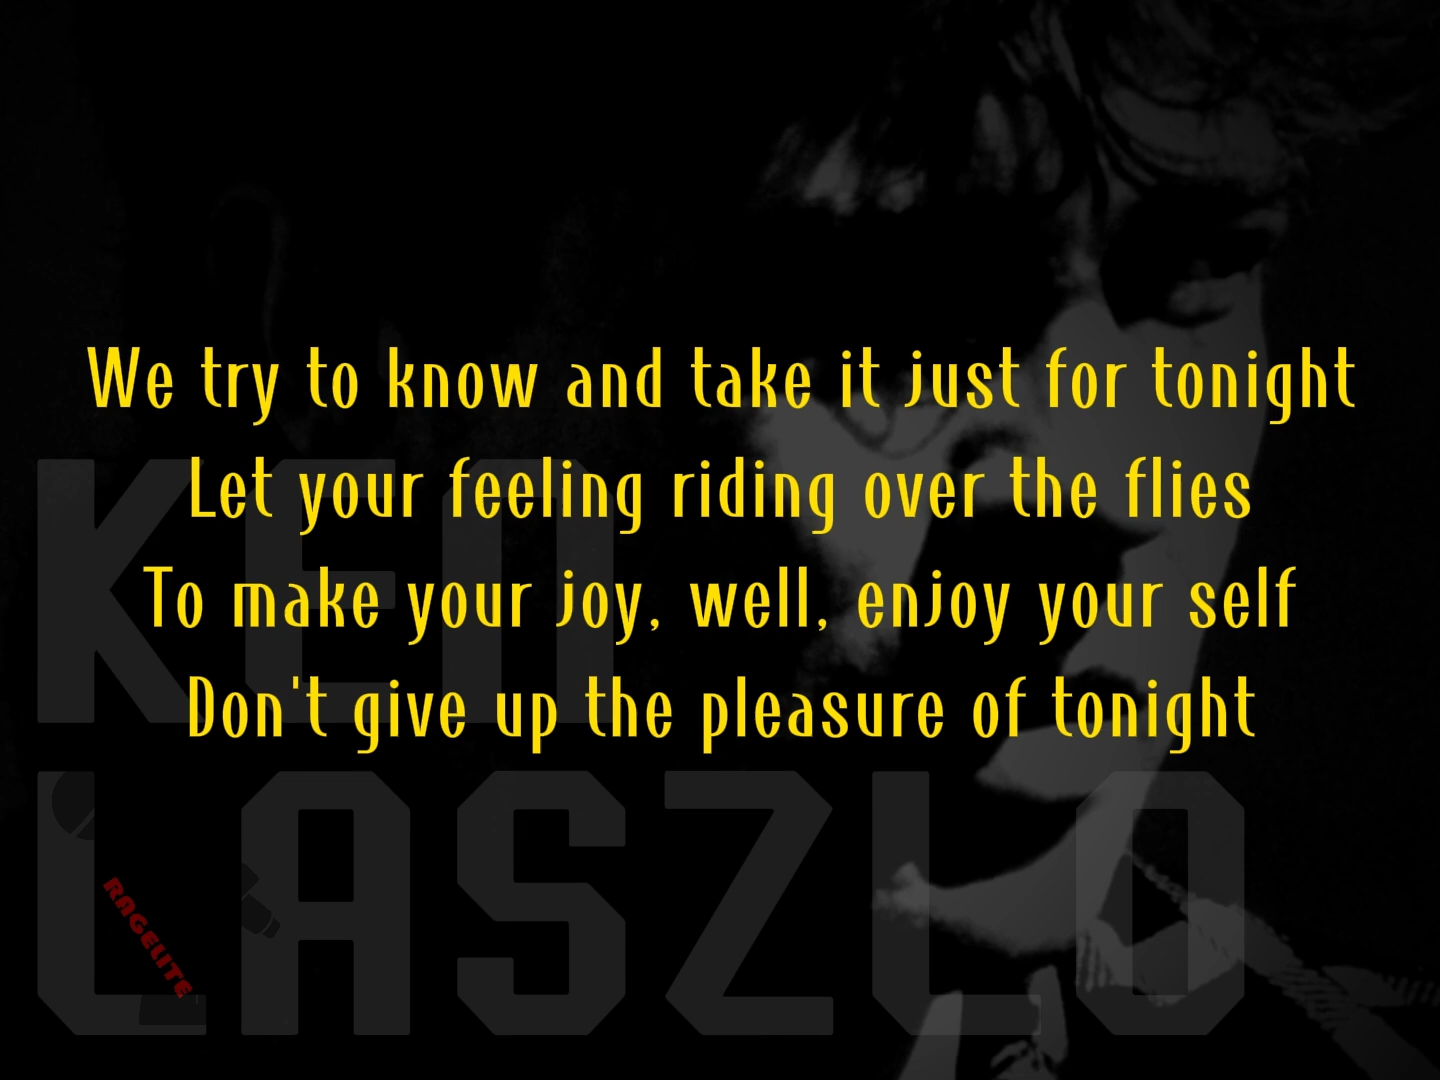 We try to know and take it just for tonight
Let your feeling riding over the flies
To make your joy, well, enjoy your self
Don't give up the pleasure of tonight
KEN
LASZLO
RAGELITE